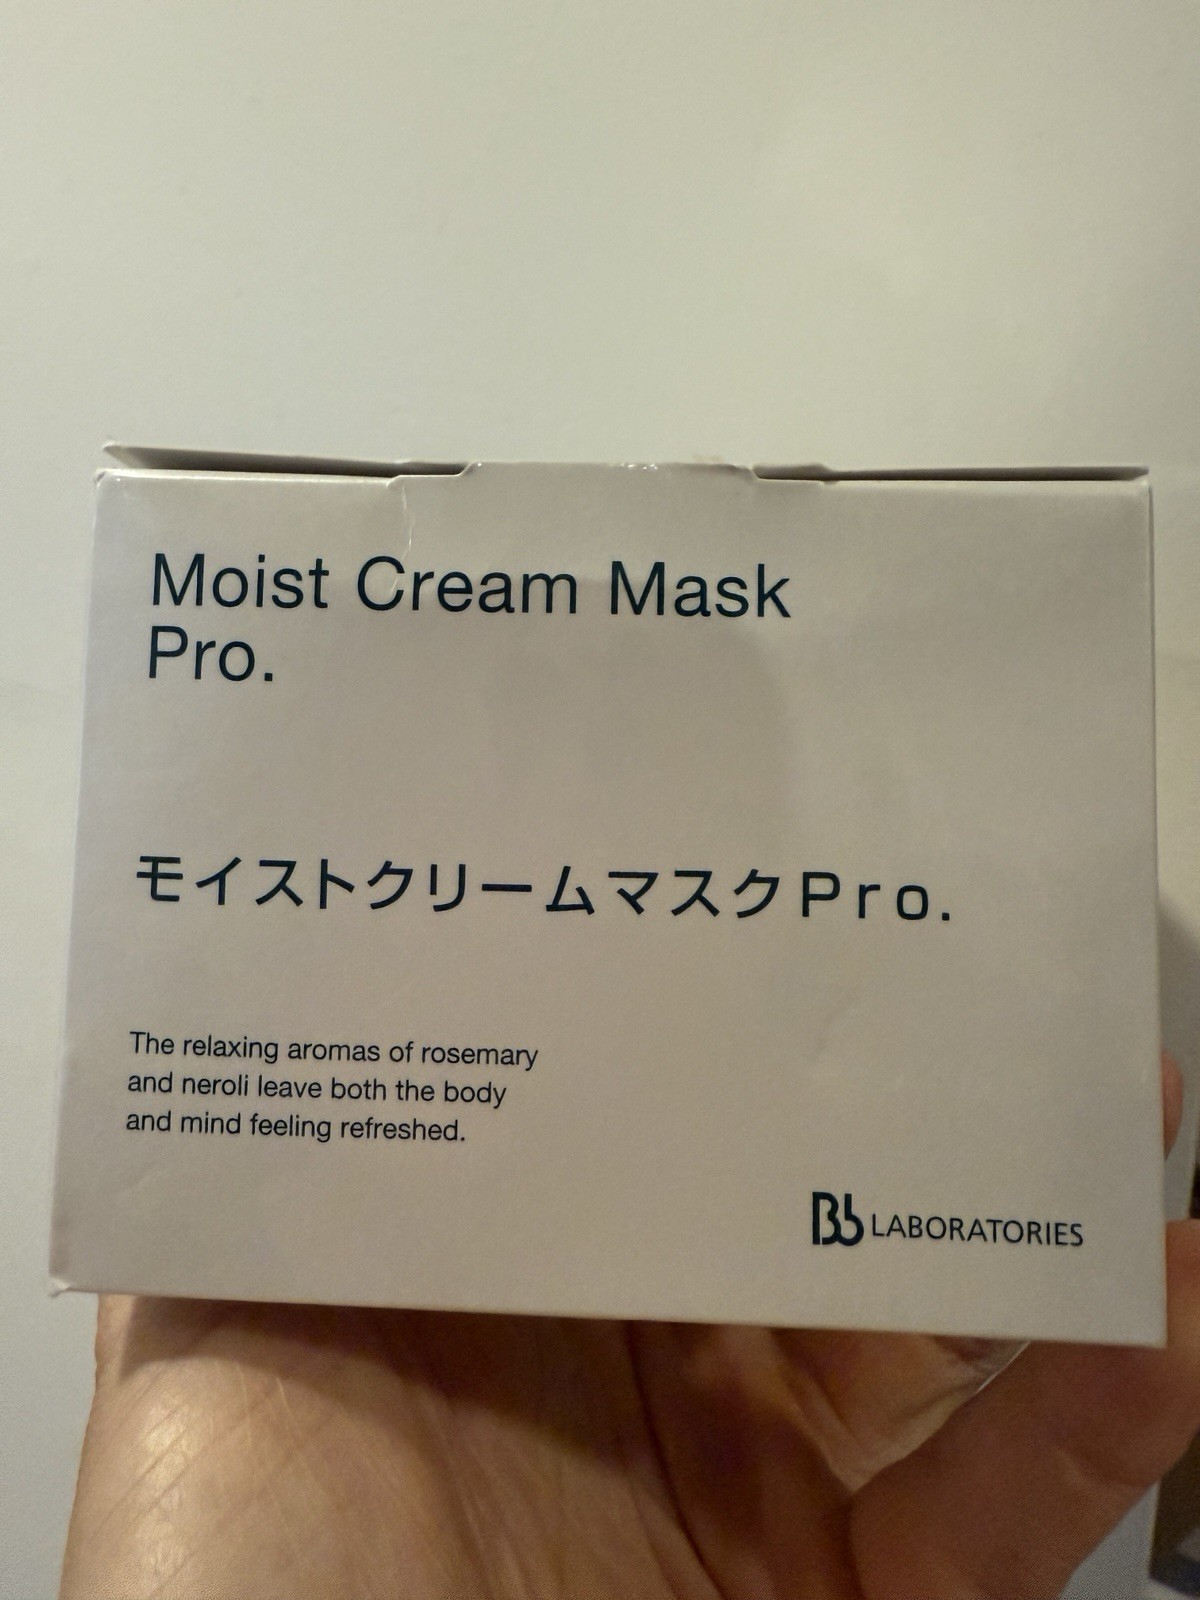 Moist Cream Mask
Pro.
モイストクリームマスクPro.
The relaxing aromas of rosemary
and neroli leave both the body
and mind feeling refreshed.
Bb LABORATORIES